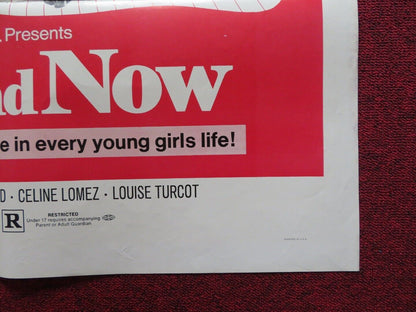 . Presents
nd Now
e in every young girls life!
D · CELINE LOMEZ · LOUISE TURCOT
R RESTRICTED
Under 17 requires accompanying
Parent or Adult Guardian